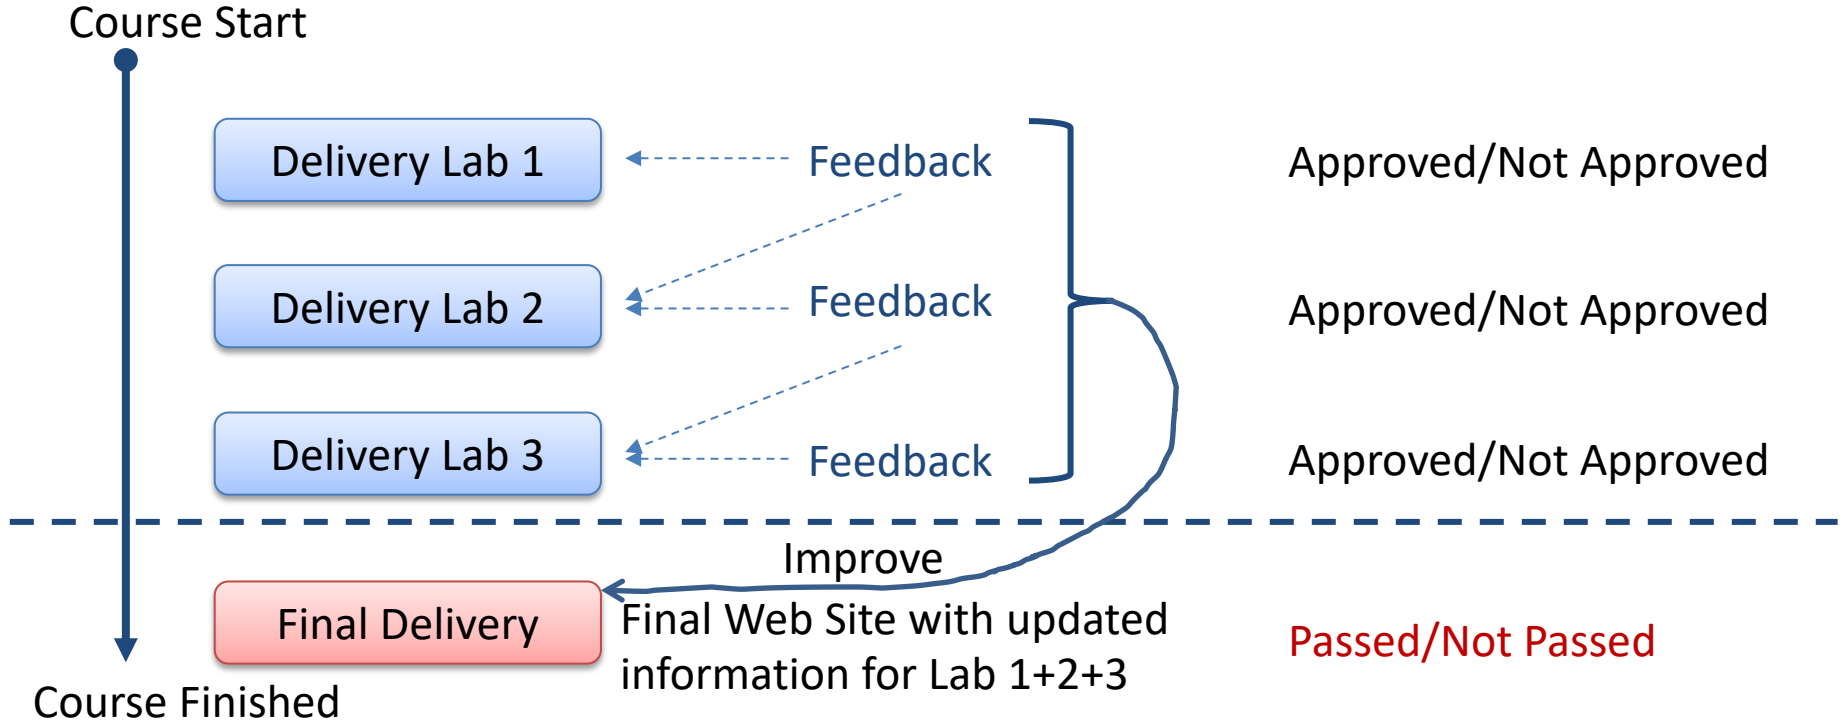 Course Start
Delivery Lab 1
Feedback
Approved/Not Approved
Delivery Lab 2
Feedback
Approved/Not Approved
Delivery Lab 3
Feedback
Approved/Not Approved
Improve
Final Delivery
Final Web Site with updated
information for Lab 1+2+3
Passed/Not Passed
Course Finished